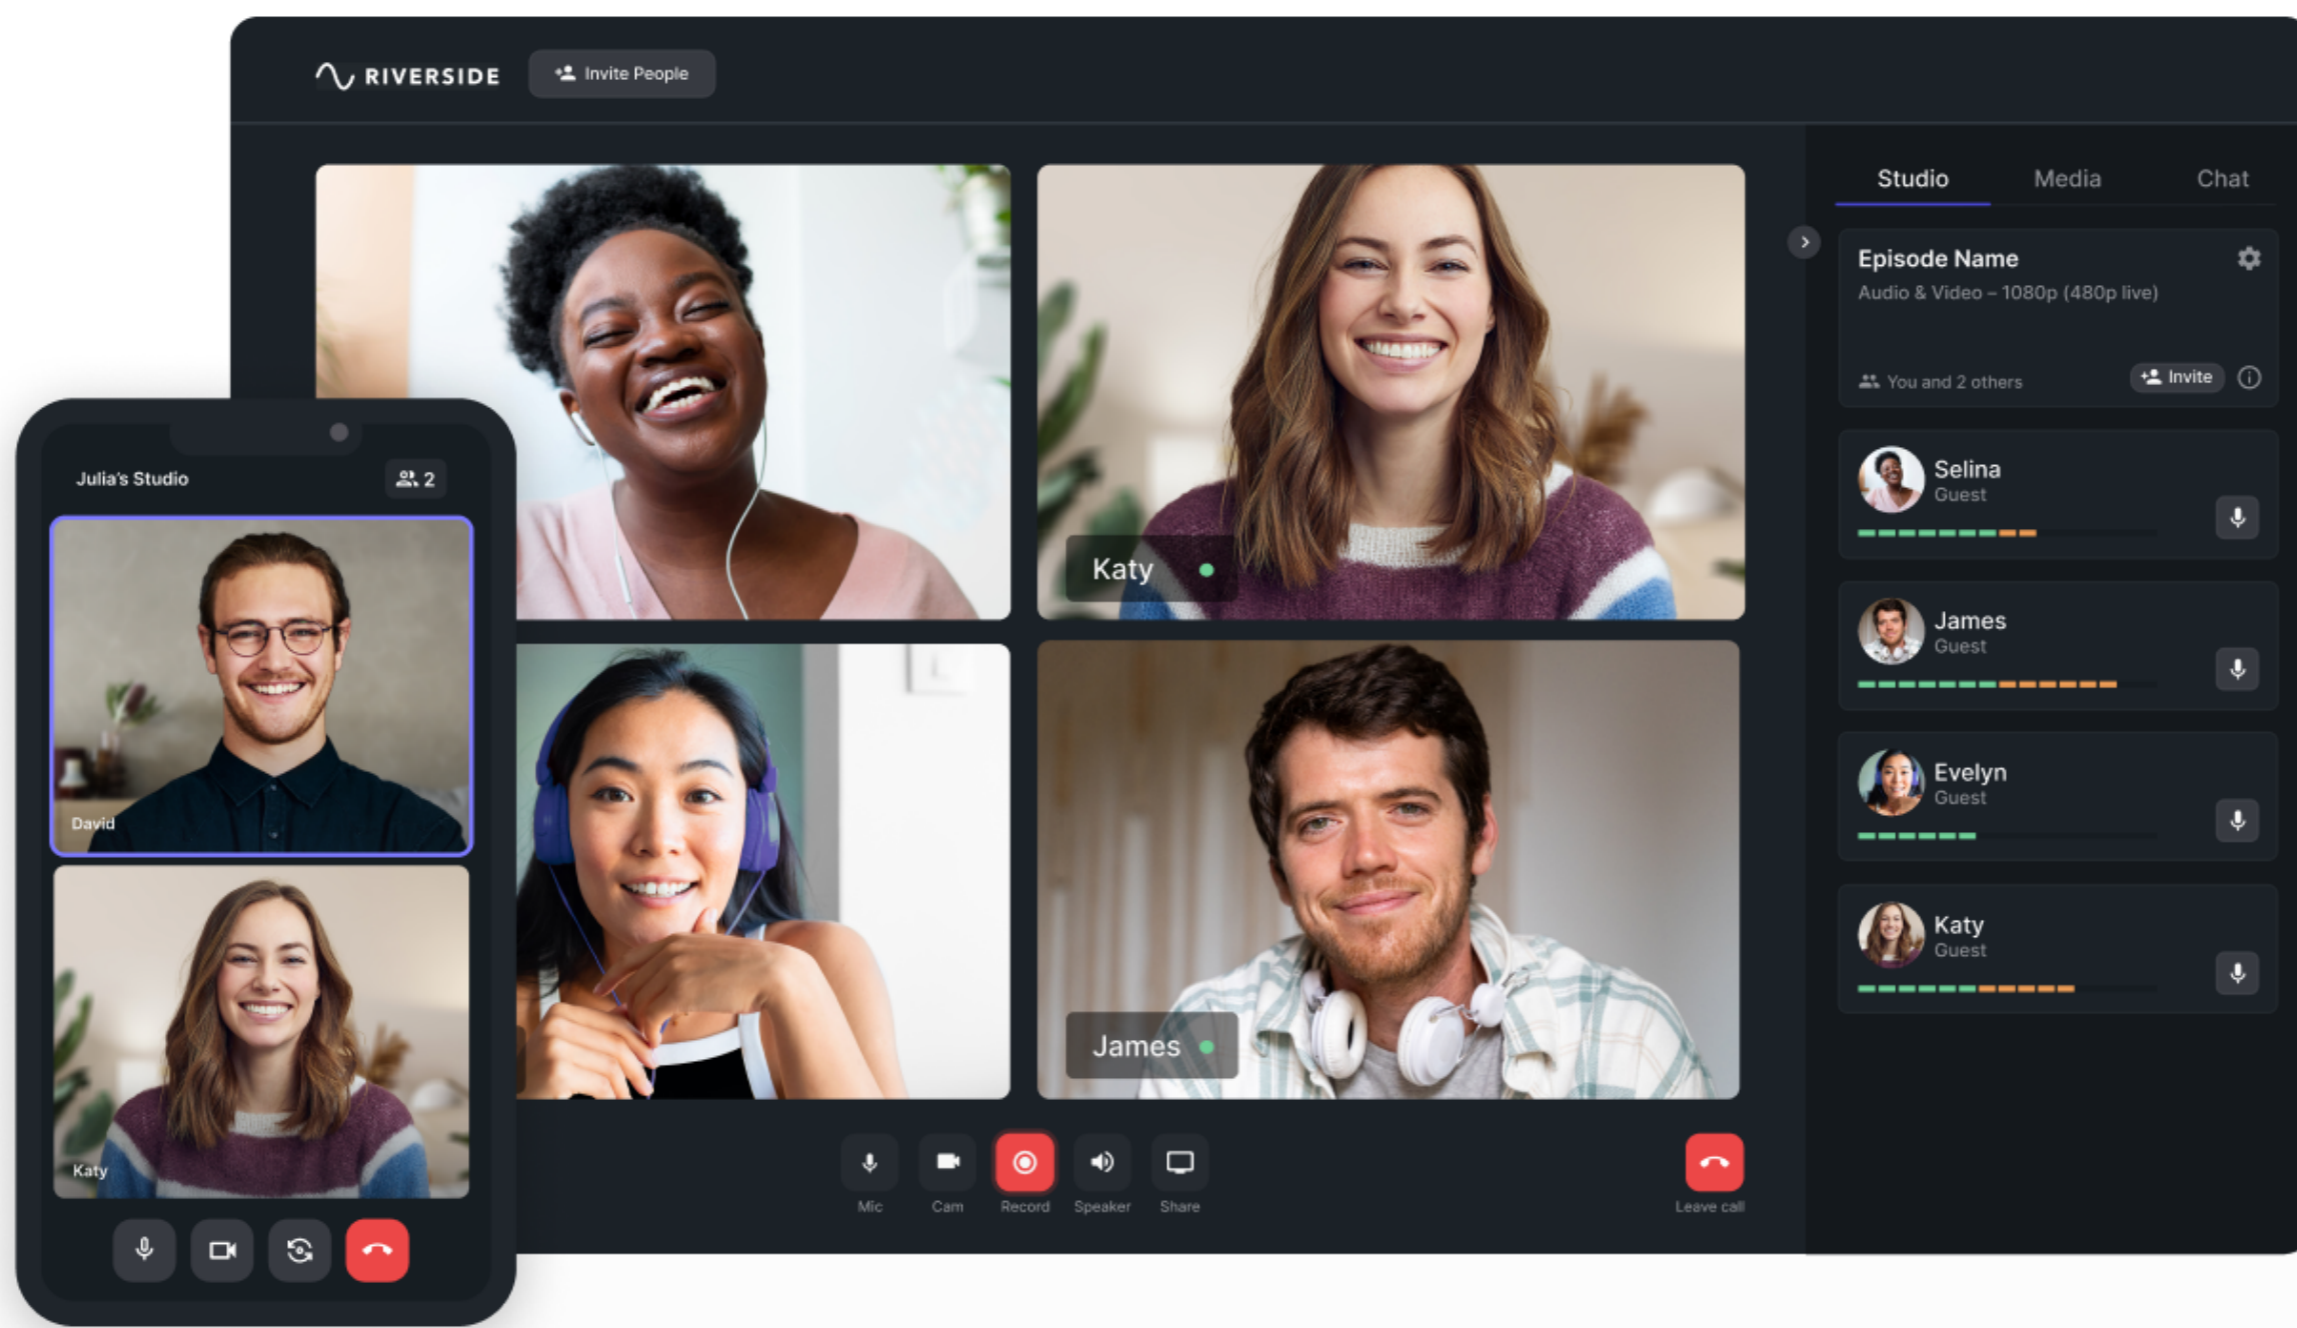 RIVERSIDE
Invite People
Studio
Media
Chat
Episode Name
Audio & Video – 1080p (480p live)
You and 2 others
Invite
Selina
Guest
James
Guest
Evelyn
Guest
Katy
Guest
Katy
James
Mic
Cam
Record
Speaker
Share
Leave call
Julia's Studio
2
David
Katy